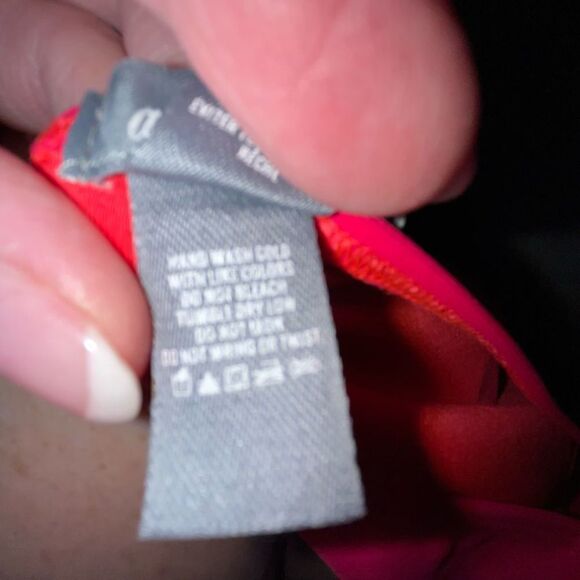 a
HAND WASH COLD
WITH LIKE COLORS
DO NOT BLEACH
TUMBLE DRY LOW
DO NOT IRON
DO NOT WRING OR TWIST